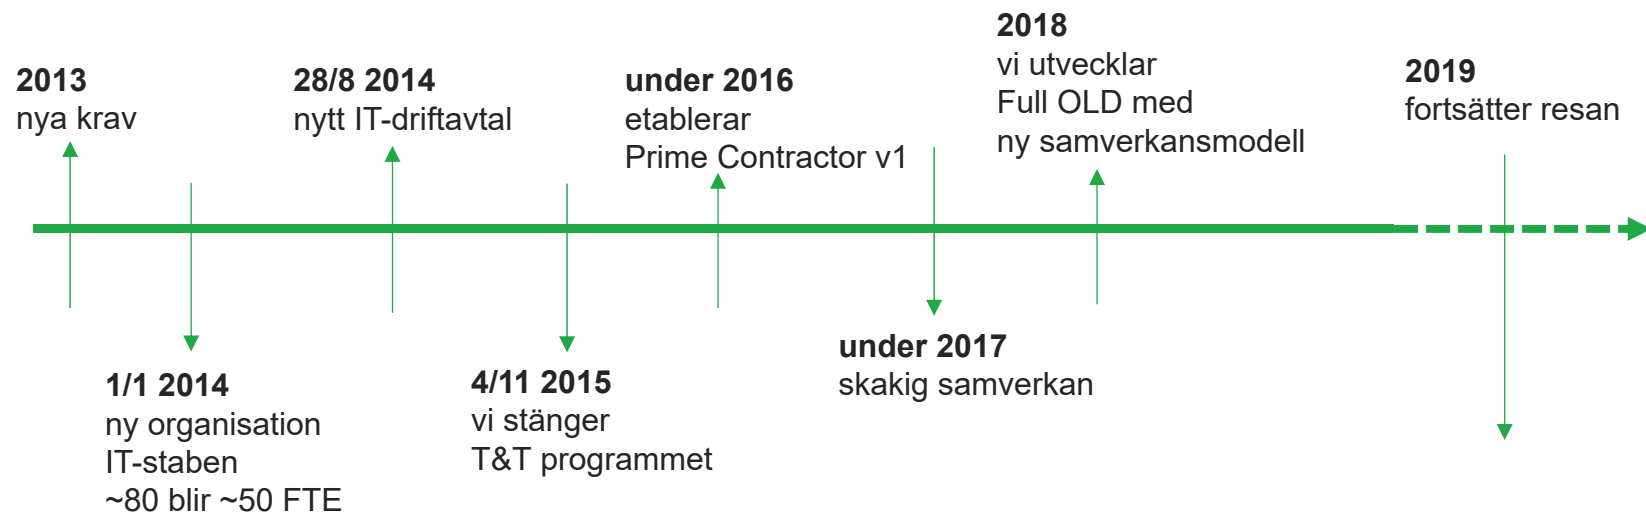 2013
nya krav
1/1 2014
ny organisation
IT-staben
~80 blir ~50 FTE
28/8 2014
nytt IT-driftavtal
4/11 2015
vi stänger
T&T programmet
under 2016
etablerar
Prime Contractor v1
under 2017
skakig samverkan
2018
vi utvecklar
Full OLD med
ny samverkansmodell
2019
fortsätter resan